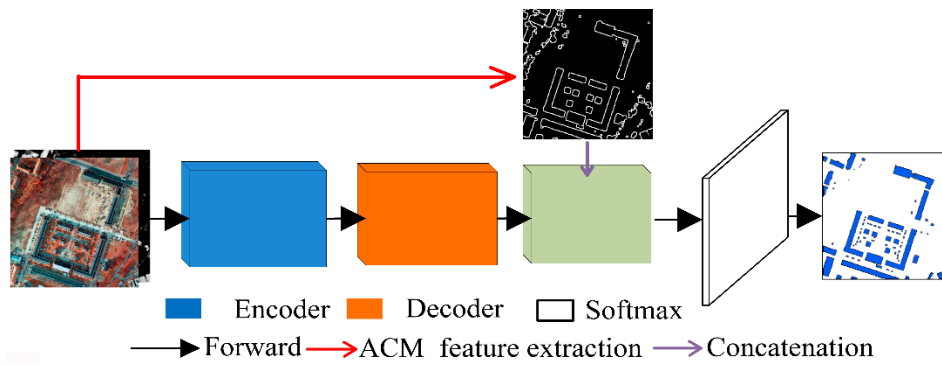 Encoder Decoder Softmax
Forward ACM feature extraction Concatenation